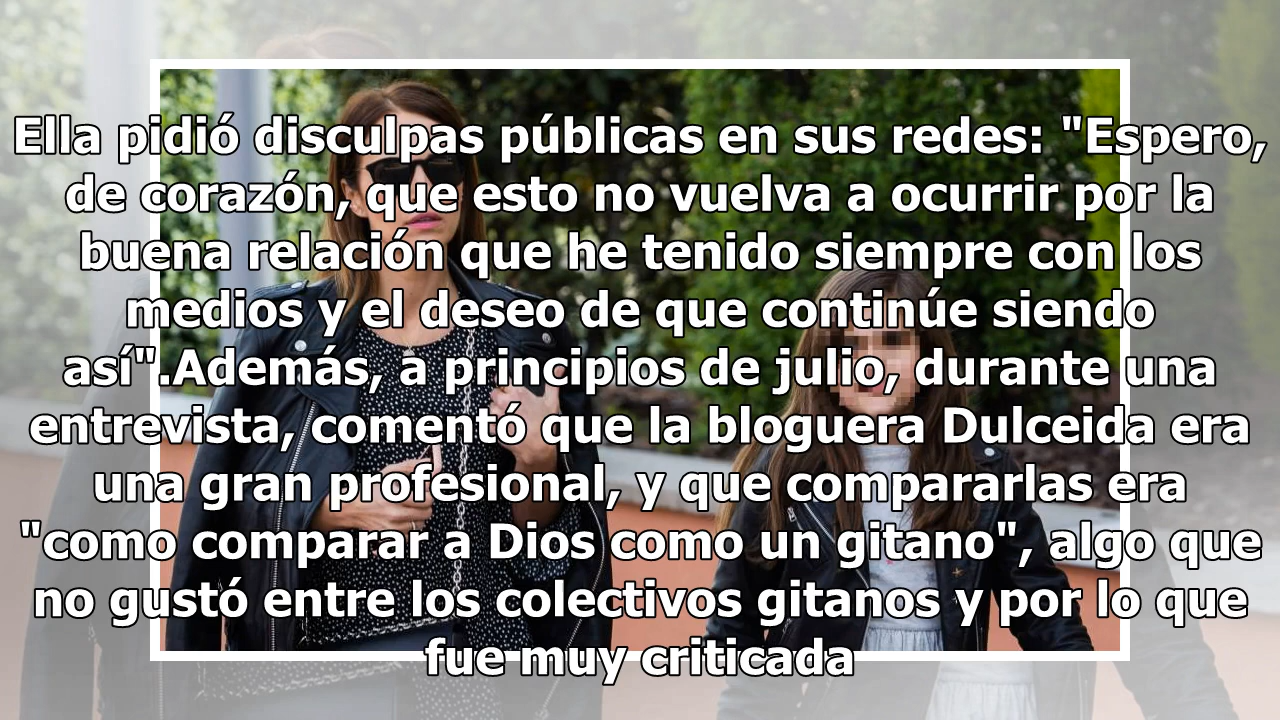 Ella pidió disculpas públicas en sus redes: "Espero,
de corazón, que esto no vuelva a ocurrir por la
buena relación que he tenido siempre con los
medios y el deseo de que continúe siendo
así".Además, a principios de julio, durante una
entrevista, comentó que la bloguera Dulceida era
una gran profesional, y que compararlas era
"como comparar a Dios como un gitano", algo que
no gustó entre los colectivos gitanos y por lo que
fue muy criticada